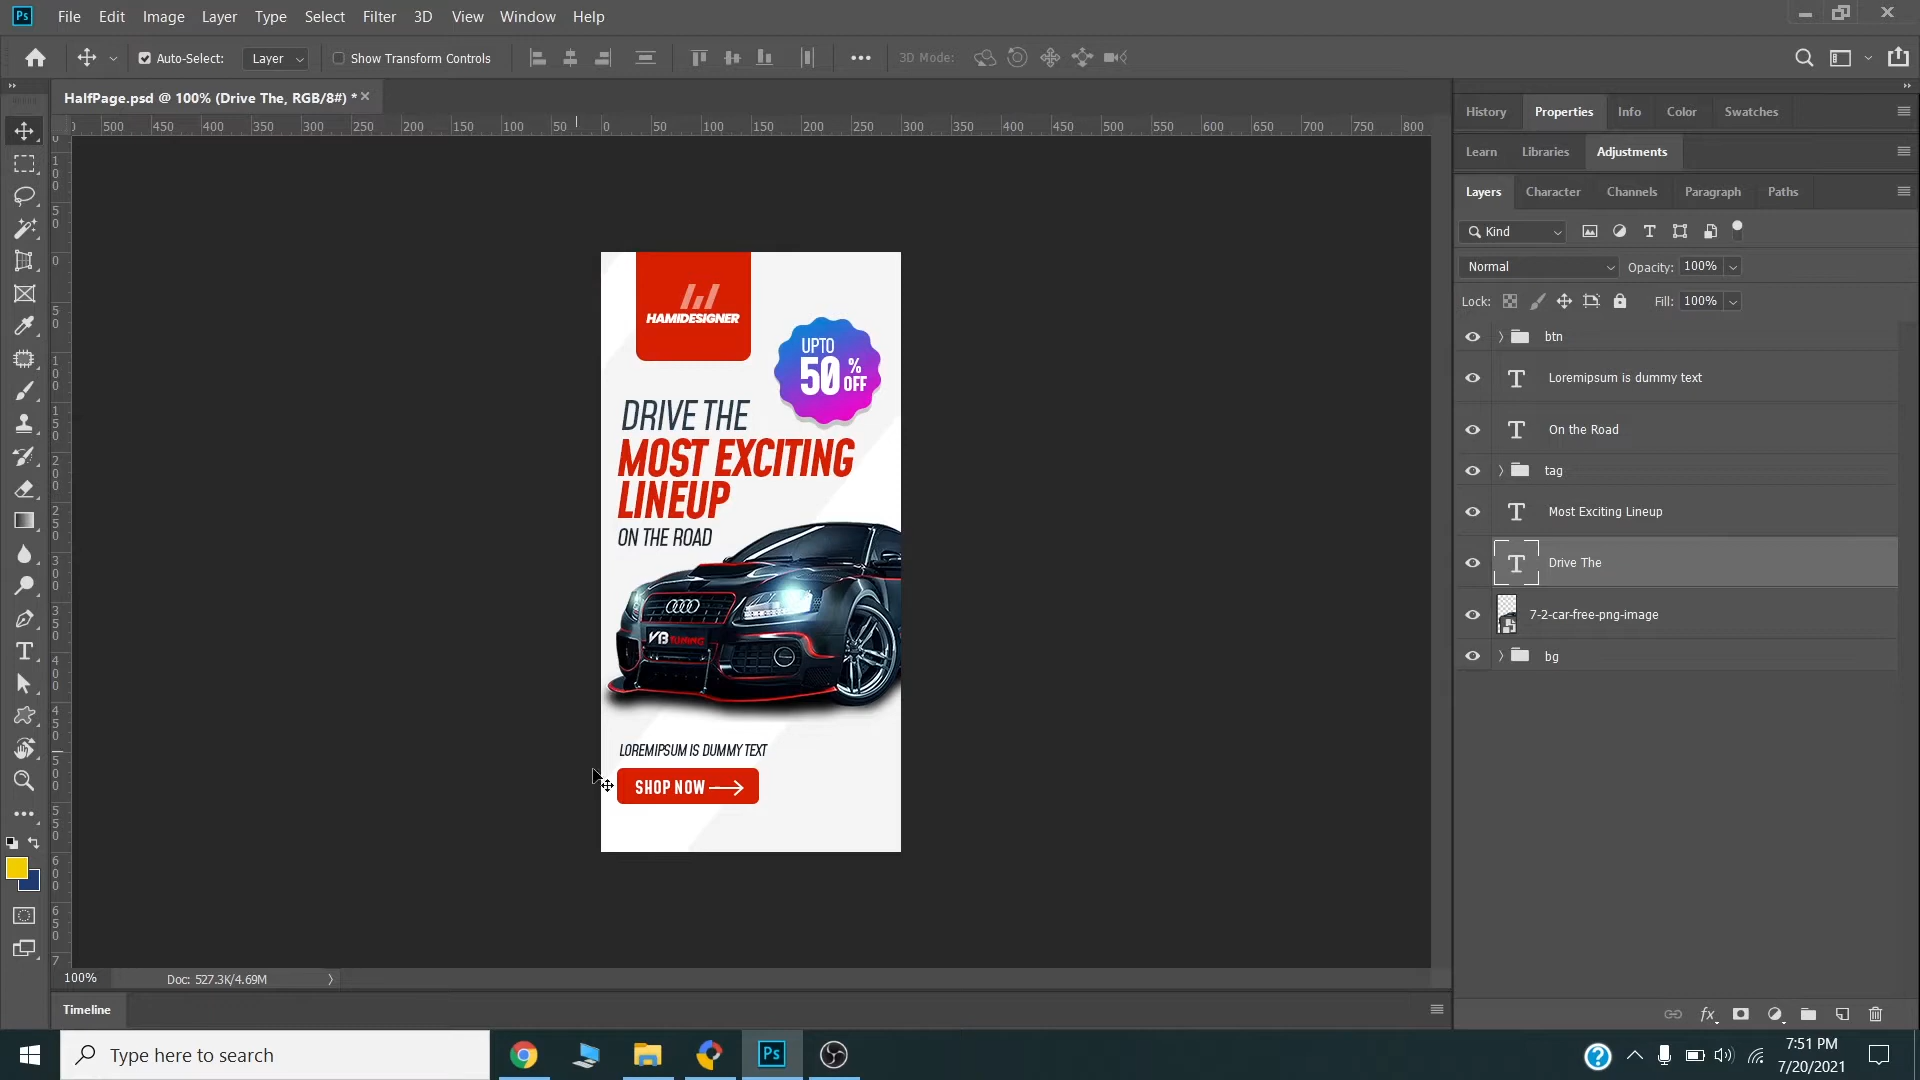 Ps File Edit Image Layer Type Select Filter 3D View Window Help
Auto-Select: Layer Show Transform Controls 3D Mode:
HalfPage.psd @ 100% (Drive The, RGB/8#) *
500 450 400 350 300 250 200 150 100 50 0 50 100 150 200 250 300 350 400 450 500 550 600 650 700 750 800
HAMIDESIGNER
UPTO
50 % OFF
DRIVE THE
MOST EXCITING
LINEUP
ON THE ROAD
VB TUNING
LOREMIPSUM IS DUMMY TEXT
SHOP NOW
History Properties Info Color Swatches
Learn Libraries Adjustments
Layers Character Channels Paragraph Paths
Kind
Normal Opacity: 100%
Lock: Fill: 100%
btn
Loremipsum is dummy text
On the Road
tag
Most Exciting Lineup
Drive The
7-2-car-free-png-image
bg
100% Doc: 527.3K/4.69M
Timeline
Type here to search
Ps
7:51 PM
7/20/2021